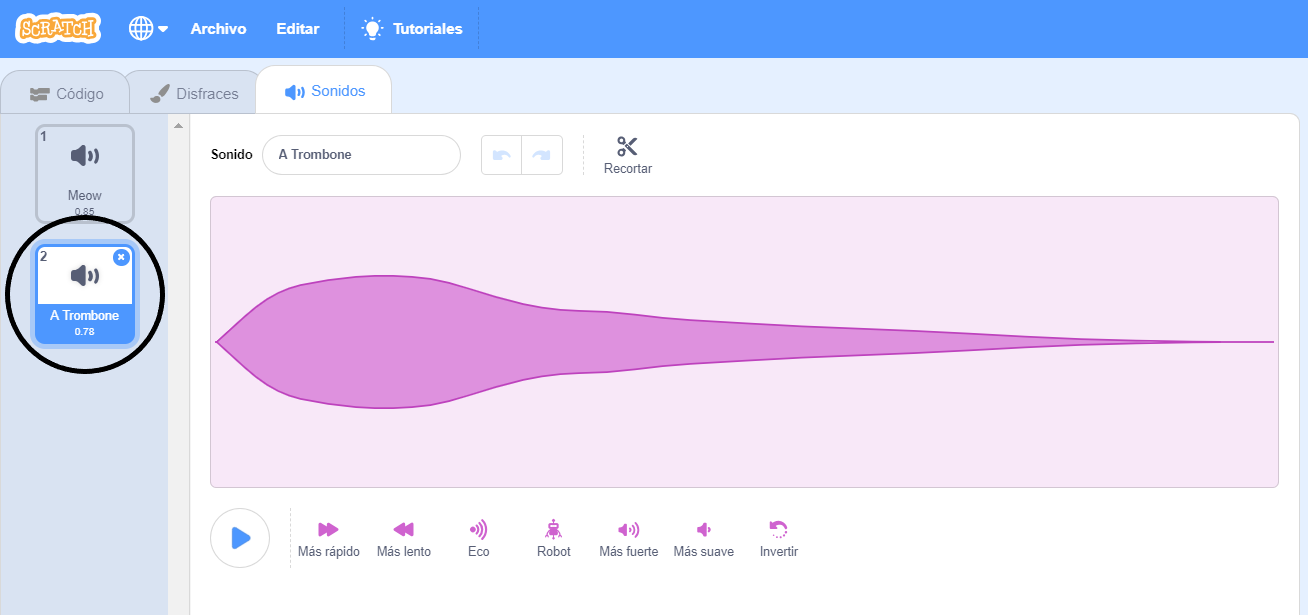 SCRATCH Archivo Editar Tutoriales
Código Disfraces Sonidos
1
Meow
0.85
2
A Trombone
0.78
Sonido A Trombone
Recortar
Más rápido Más lento Eco Robot Más fuerte Más suave Invertir